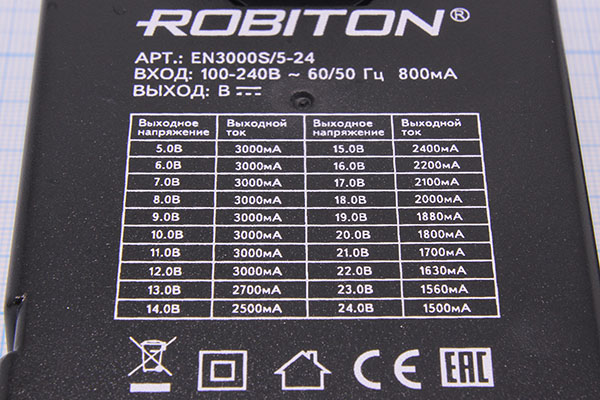 ROBITON®
АРТ.: EN3000S/5-24
ВХОД: 100-240В ~ 60/50 Гц 800мА
ВЫХОД: В
Выходное напряжение Выходной ток Выходное напряжение Выходной ток
5.0В 3000мА 15.0В 2400мА
6.0В 3000мА 16.0В 2200мА
7.0В 3000мА 17.0В 2100мА
8.0В 3000мА 18.0В 2000мА
9.0В 3000мА 19.0В 1880мА
10.0В 3000мА 20.0В 1800мА
11.0В 3000мА 21.0В 1700мА
12.0В 3000мА 22.0В 1630мА
13.0В 2700мА 23.0В 1560мА
14.0В 2500мА 24.0В 1500мА
CE EAC